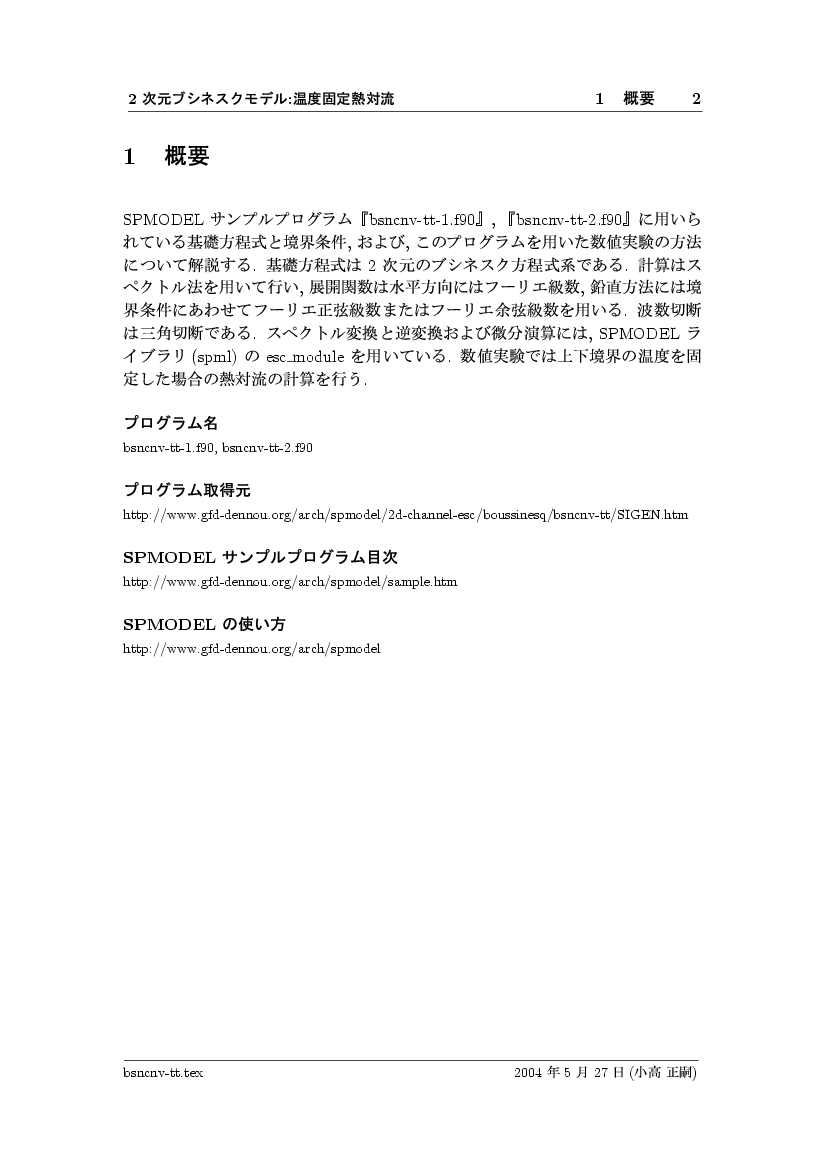 2 次元ブシネスクモデル:温度固定熱対流 1 概要 2
1 概要
SPMODEL サンプルプログラム『bsncnv-tt-1.f90』, 『bsncnv-tt-2.f90』に用いら
れている基礎方程式と境界条件, および, このプログラムを用いた数値実験の方法
について解説する. 基礎方程式は 2 次元のブシネスク方程式系である. 計算はス
ペクトル法を用いて行い, 展開関数は水平方向にはフーリエ級数, 鉛直方法には境
界条件にあわせてフーリエ正弦級数またはフーリエ余弦級数を用いる. 波数切断
は三角切断である. スペクトル変換と逆変換および微分演算には, SPMODEL ラ
イブラリ (spml) の esc_module を用いている. 数値実験では上下境界の温度を固
定した場合の熱対流の計算を行う.
プログラム名
bsncnv-tt-1.f90, bsncnv-tt-2.f90
プログラム取得元
http://www.gfd-dennou.org/arch/spmodel/2d-channel-esc/boussinesq/bsncnv-tt/SIGEN.htm
SPMODEL サンプルプログラム目次
http://www.gfd-dennou.org/arch/spmodel/sample.htm
SPMODEL の使い方
http://www.gfd-dennou.org/arch/spmodel
bsncnv-tt.tex 2004 年 5 月 27 日 (小高 正嗣)